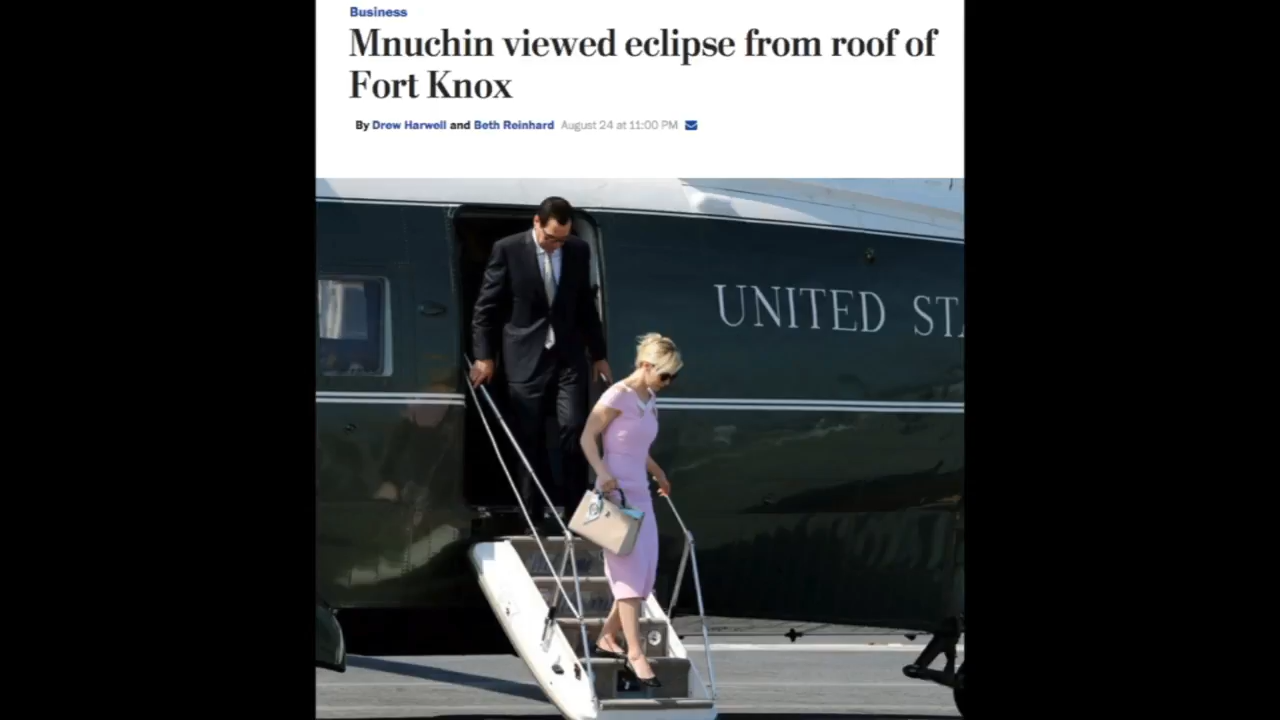 Business
Mnuchin viewed eclipse from roof of
Fort Knox
By Drew Harwell and Beth Reinhard August 24 at 11:00 PM
UNITED STA